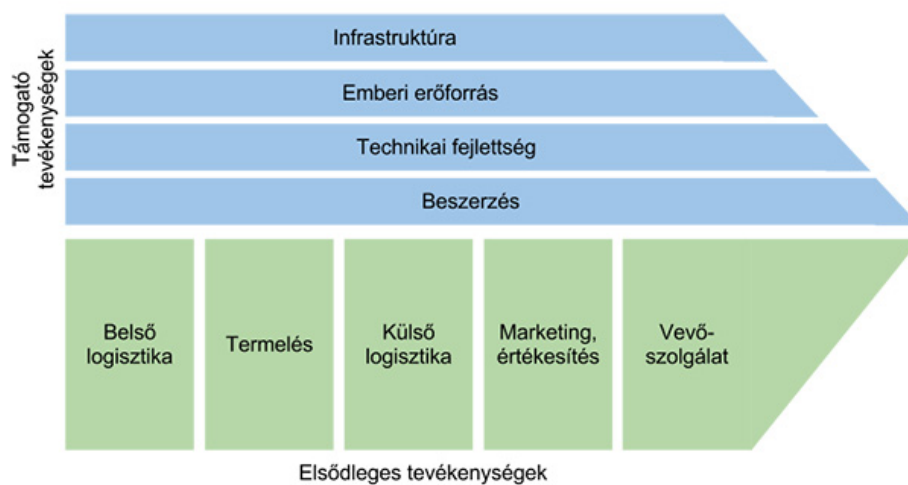 Támogató
tevékenységek
Infrastruktúra
Emberi erőforrás
Technikai fejlettség
Beszerzés
Belső
logisztika
Termelés
Külső
logisztika
Marketing,
értékesítés
Vevő-
szolgálat
Elsődleges tevékenységek